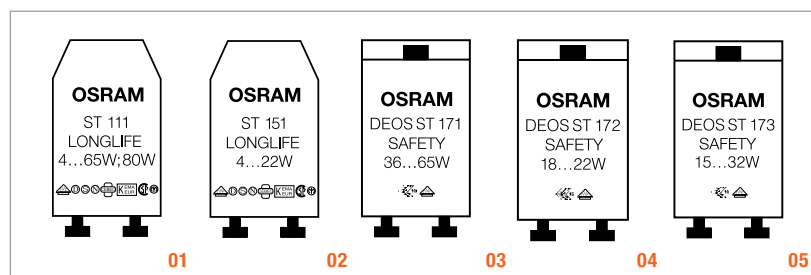 OSRAM
ST 111
LONGLIFE
4...65W;80W
01
OSRAM
ST 151
LONGLIFE
4...22W
02
OSRAM
DEOS ST 171
SAFETY
36...65W
03
OSRAM
DEOS ST 172
SAFETY
18...22W
04
OSRAM
DEOS ST 173
SAFETY
15...32W
05